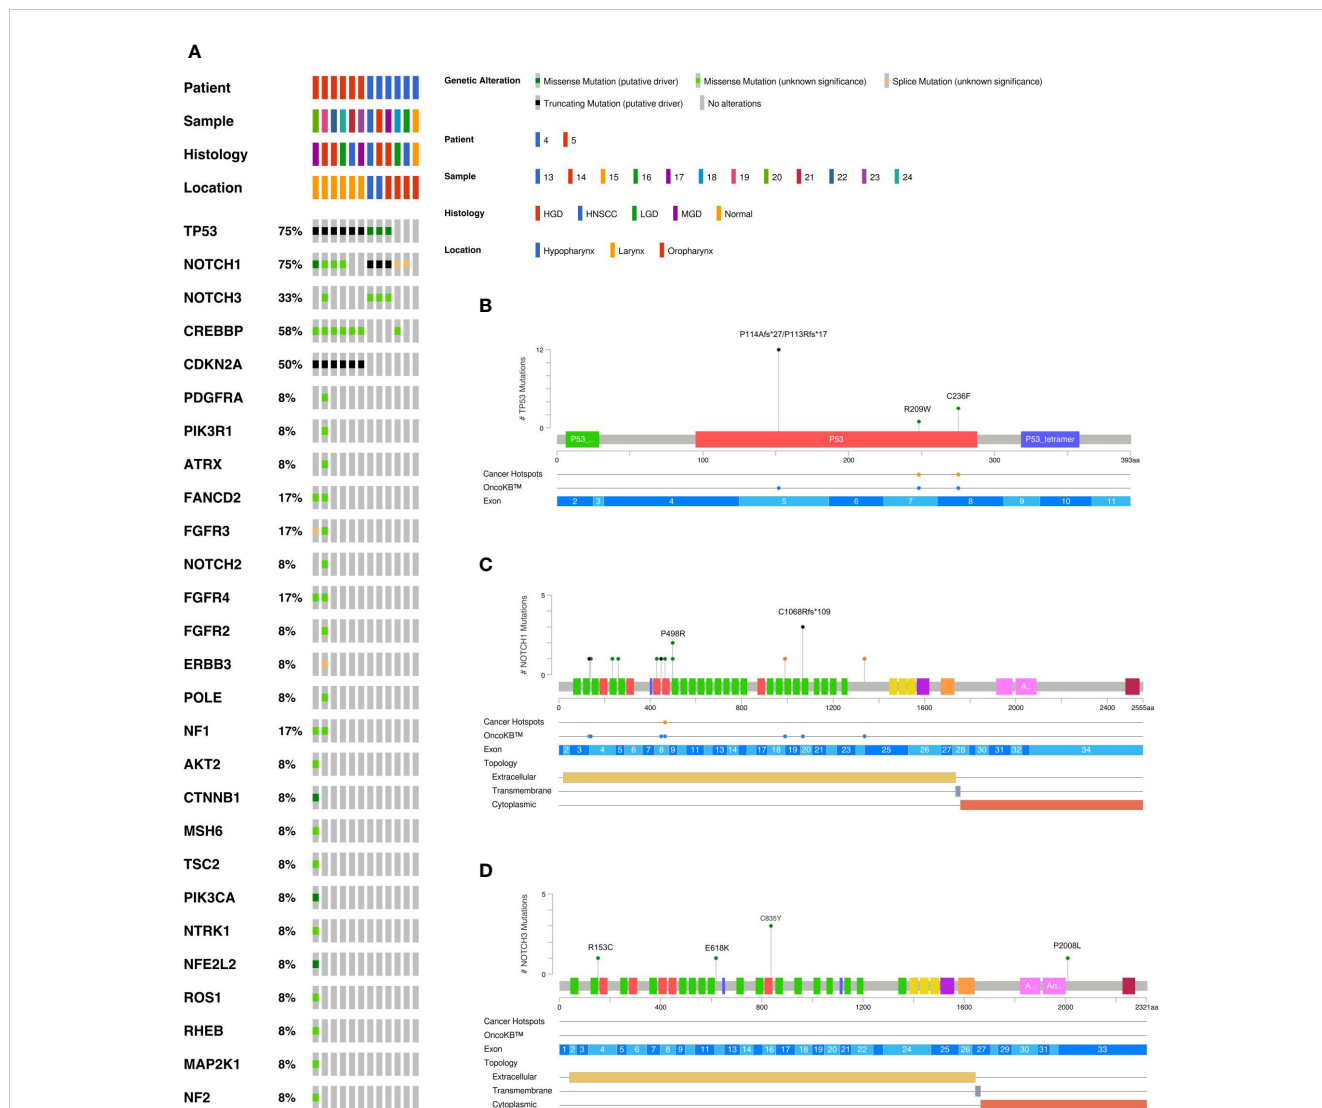 A
Patient
Sample
Histology
Location
TP53 75%
NOTCH1 75%
NOTCH3 33%
CREBBP 58%
CDKN2A 50%
PDGFRA 8%
PIK3R1 8%
ATRX 8%
FANCD2 17%
FGFR3 17%
NOTCH2 8%
FGFR4 17%
FGFR2 8%
ERBB3 8%
POLE 8%
NF1 17%
AKT2 8%
CTNNB1 8%
MSH6 8%
TSC2 8%
PIK3CA 8%
NTRK1 8%
NFE2L2 8%
ROS1 8%
RHEB 8%
MAP2K1 8%
NF2 8%
Genetic Alteration Missense Mutation (putative driver) Missense Mutation (unknown significance) Splice Mutation (unknown significance)
Truncating Mutation (putative driver) No alterations
Patient 4 5
Sample 13 14 15 16 17 18 19 20 21 22 23 24
Histology HGD HNSCC LGD MGD Normal
Location Hypopharynx Larynx Oropharynx
B
P114Afs*27/P113Rfs*17
12
# TP53 Mutations
C236F
R209W
0
P53_.. P53 P53_tetramer
0 100 200 300 393aa
Cancer Hotspots
OncoKB™
Exon 2 3 4 5 6 7 8 9 10 11
C
5
# NOTCH1 Mutations
C1068Rfs*109
P498R
0
A..
0 400 800 1200 1600 2000 2400 2555aa
Cancer Hotspots
OncoKB™
Exon 2 3 4 5 6 7 8 9 11 13 14 17 18 19 20 21 23 25 26 27 28 30 31 32 34
Topology
Extracellular
Transmembrane
Cytoplasmic
D
5
# NOTCH3 Mutations
C835Y
R153C E618K P2008L
0
A.. An..
0 400 800 1200 1600 2000 2321aa
Cancer Hotspots
OncoKB™
Exon 1 2 3 4 5 6 7 8 9 11 13 14 16 17 18 19 20 21 22 24 25 26 27 29 30 31 33
Topology
Extracellular
Transmembrane
Cytoplasmic